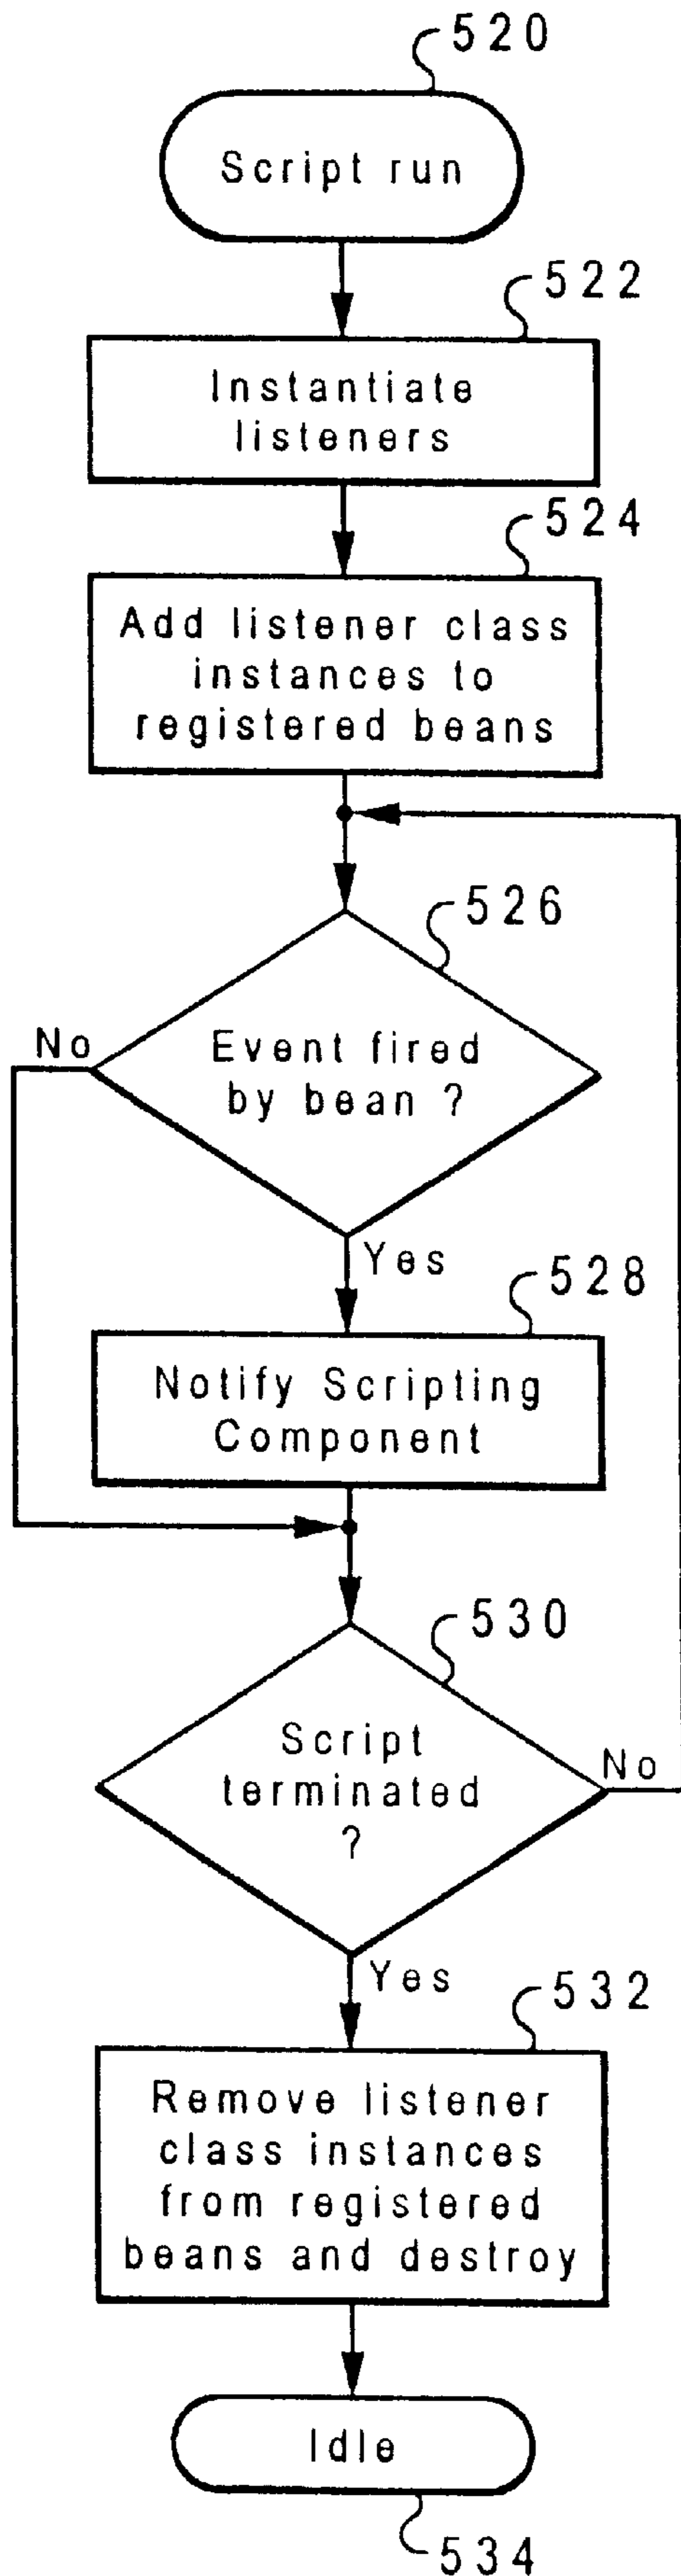 520
Script run
522
Instantiate
listeners
524
Add listener class
instances to
registered beans
526
No
Event fired
by bean ?
Yes
528
Notify Scripting
Component
530
Script
terminated
?
No
Yes
532
Remove listener
class instances
from registered
beans and destroy
Idle
534